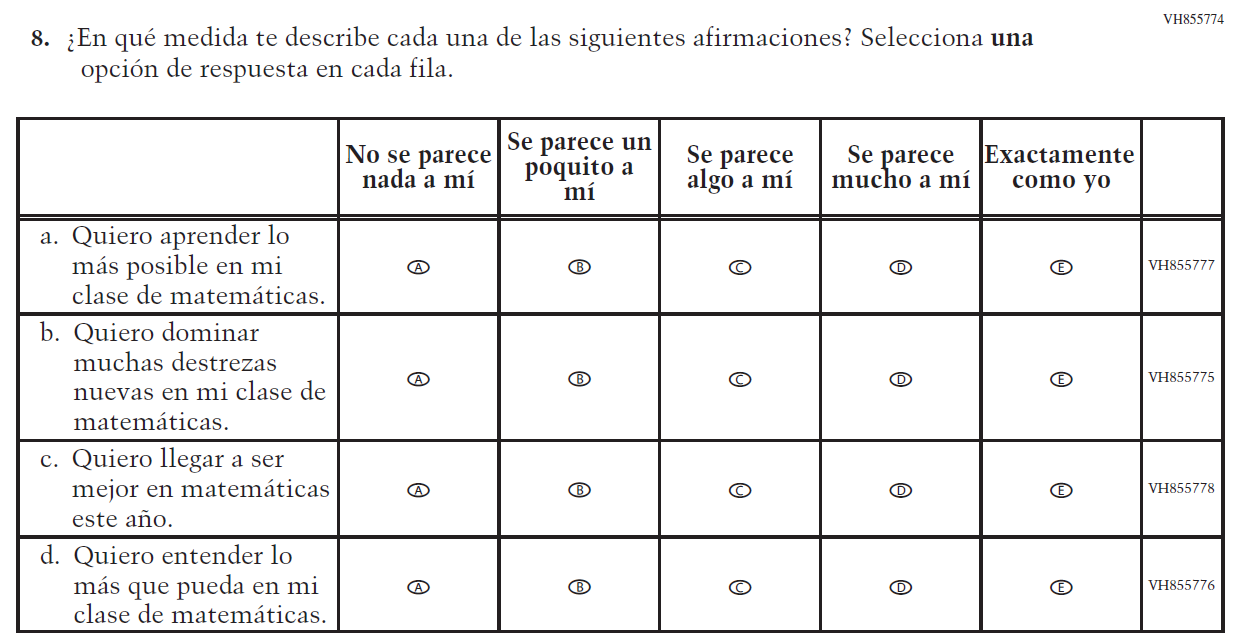 VH855774
8. ¿En qué medida te describe cada una de las siguientes afirmaciones? Selecciona una
opción de respuesta en cada fila.
No se parece
nada a mí
Se parece un
poquito a
mí
Se parece
algo a mí
Se parece
mucho a mí
Exactamente
como yo
a. Quiero aprender lo
más posible en mi
clase de matemáticas.
A B C D E VH855777
b. Quiero dominar
muchas destrezas
nuevas en mi clase de
matemáticas.
A B C D E VH855775
c. Quiero llegar a ser
mejor en matemáticas
este año.
A B C D E VH855778
d. Quiero entender lo
más que pueda en mi
clase de matemáticas.
A B C D E VH855776